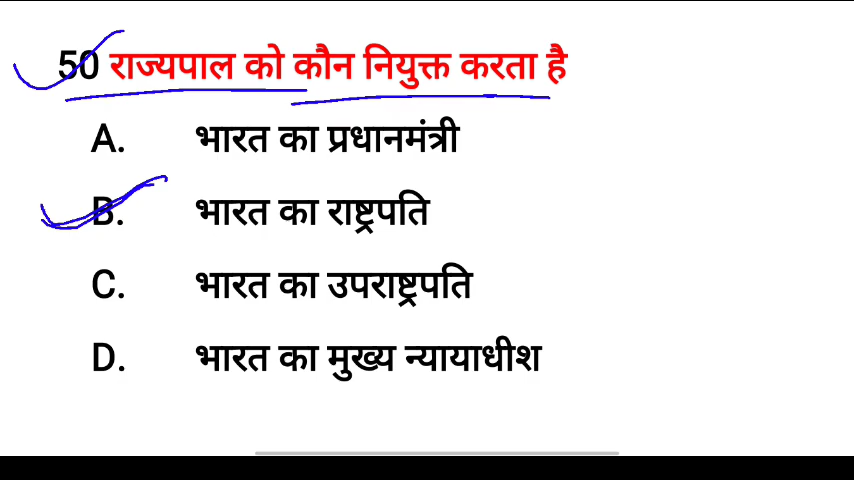 50 राज्यपाल को कौन नियुक्त करता है
A. भारत का प्रधानमंत्री
B. भारत का राष्ट्रपति
C. भारत का उपराष्ट्रपति
D. भारत का मुख्य न्यायाधीश